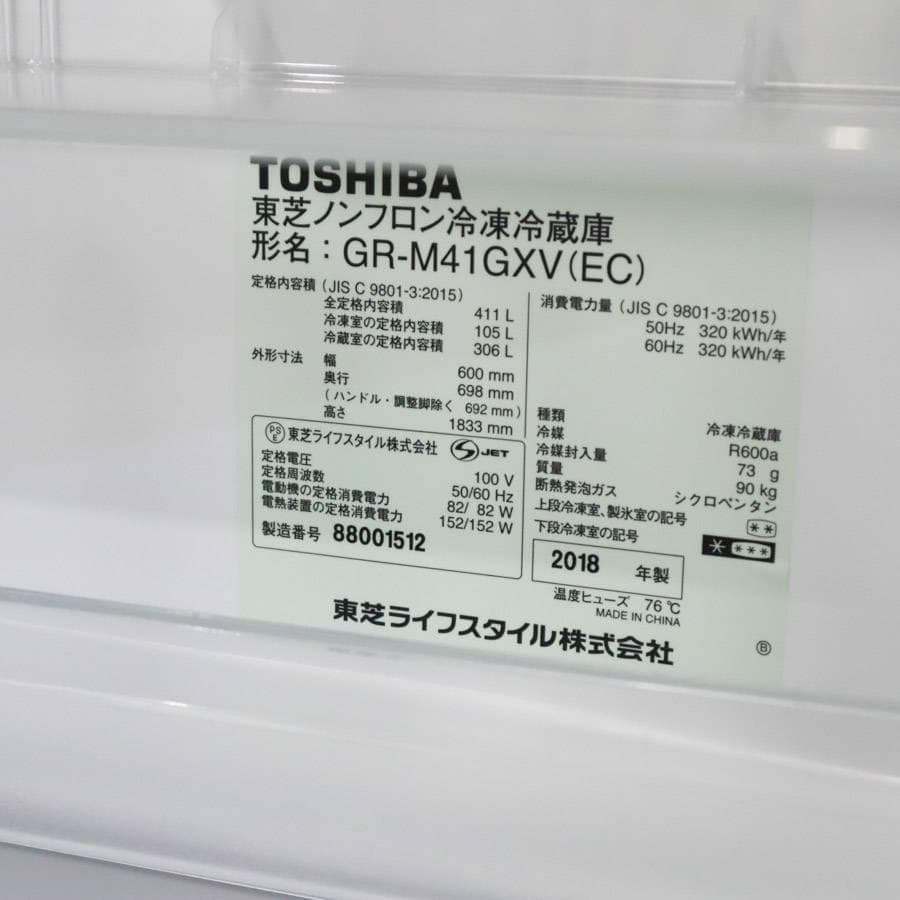 TOSHIBA
東芝ノンフロン冷凍冷蔵庫
形名：GR-M41GXV(EC)
定格内容積 (JIS C 9801-3:2015)
全定格内容積 411 L
冷凍室の定格内容積 105 L
冷蔵室の定格内容積 306 L
外形寸法 幅 600 mm
奥行 698 mm
(ハンドル・調整脚除く 692 mm)
高さ 1833 mm
PSE 東芝ライフスタイル株式会社 S JET
定格電圧 100 V
定格周波数 50/60 Hz
電動機の定格消費電力 82/ 82 W
電熱装置の定格消費電力 152/152 W
製造番号 88001512
消費電力量 (JIS C 9801-3:2015)
50Hz 320 kWh/年
60Hz 320 kWh/年
種類 冷凍冷蔵庫
冷媒 R600a
冷媒封入量 73 g
質量 90 kg
断熱発泡ガス シクロペンタン
上段冷凍室、製氷室の記号 **
下段冷凍室の記号 * ***
2018 年製
温度ヒューズ 76 ℃
MADE IN CHINA
東芝ライフスタイル株式会社
Ⓑ